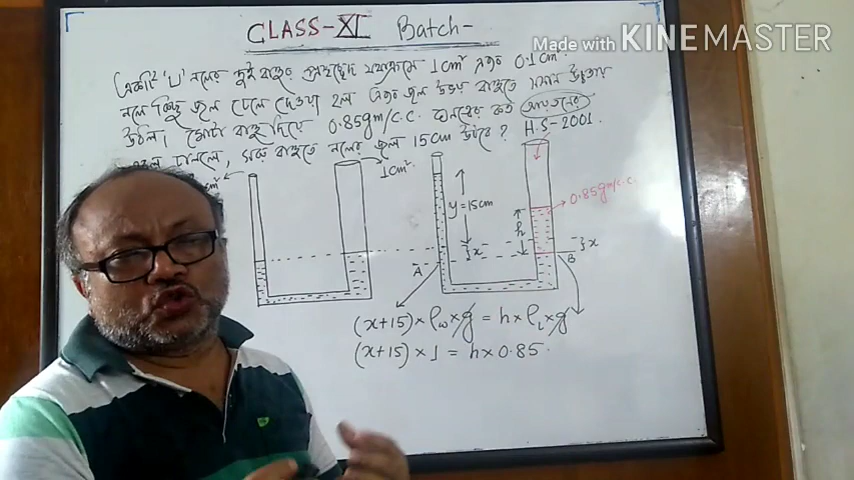 Made with KINEMASTER
CLASS-XI Batch-
একটি 'U' নলের দুই বাহুর প্রস্থচ্ছেদ যথাক্রমে 1cm² এবং 0.1cm².
নলে কিছু জল ঢেলে দেওয়া হল এবং জল উভয় বাহুতে সমান উচ্চতায়
উঠল। মোটা বাহু দিয়ে 0.85gm/c.c. ঘনত্বের কত আয়তনের
ঢাললে, সরু বাহুতে নলের জল 15cm উঠবে? H.S-2001.
1cm².
0.85gm/c.c.
y=15cm
h
x
x
A
B
(x+15)×ρw×g = h×ρL×g
(x+15)×1 = h×0.85.